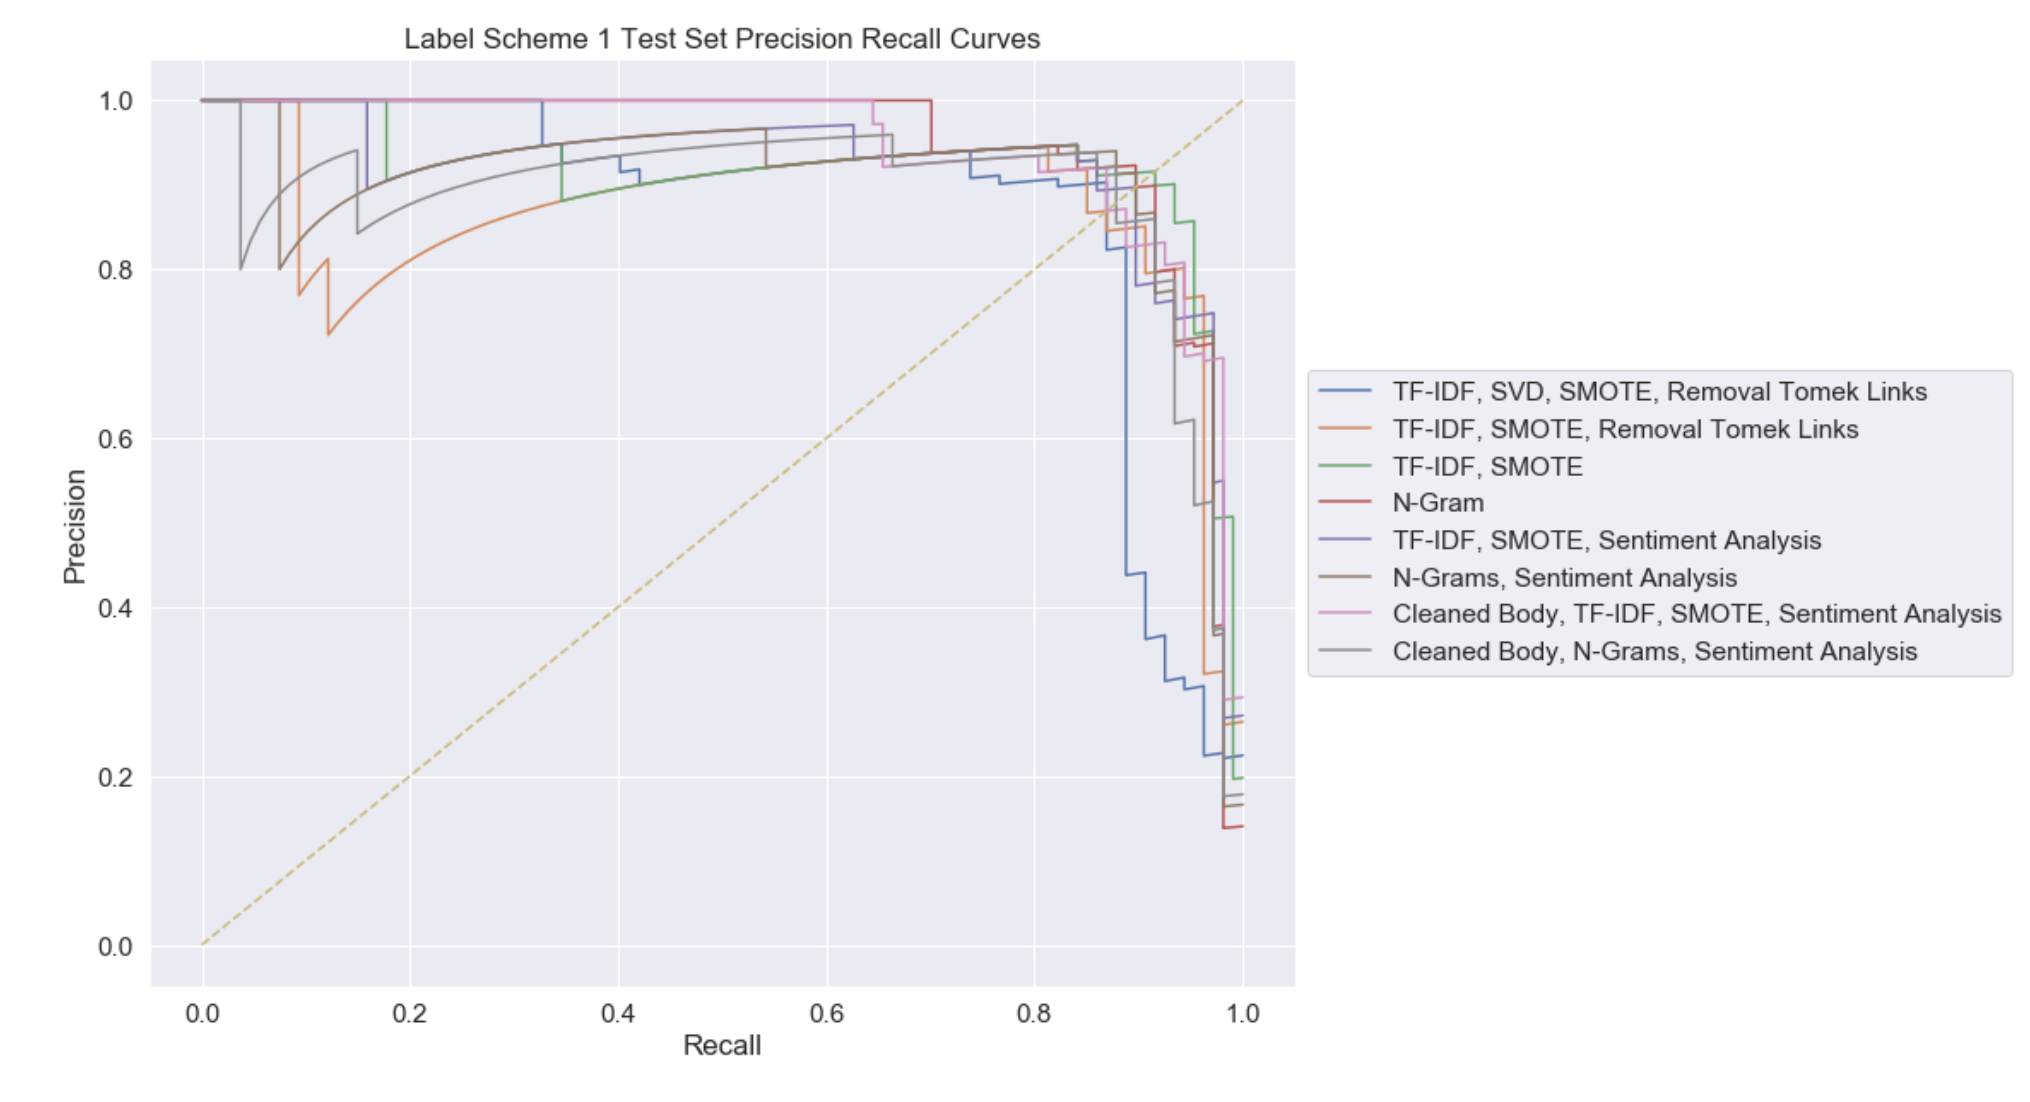 Label Scheme 1 Test Set Precision Recall Curves
1.0
0.8
0.6
0.4
0.2
0.0
Precision
0.0 0.2 0.4 0.6 0.8 1.0
Recall
TF-IDF, SVD, SMOTE, Removal Tomek Links
TF-IDF, SMOTE, Removal Tomek Links
TF-IDF, SMOTE
N-Gram
TF-IDF, SMOTE, Sentiment Analysis
N-Grams, Sentiment Analysis
Cleaned Body, TF-IDF, SMOTE, Sentiment Analysis
Cleaned Body, N-Grams, Sentiment Analysis